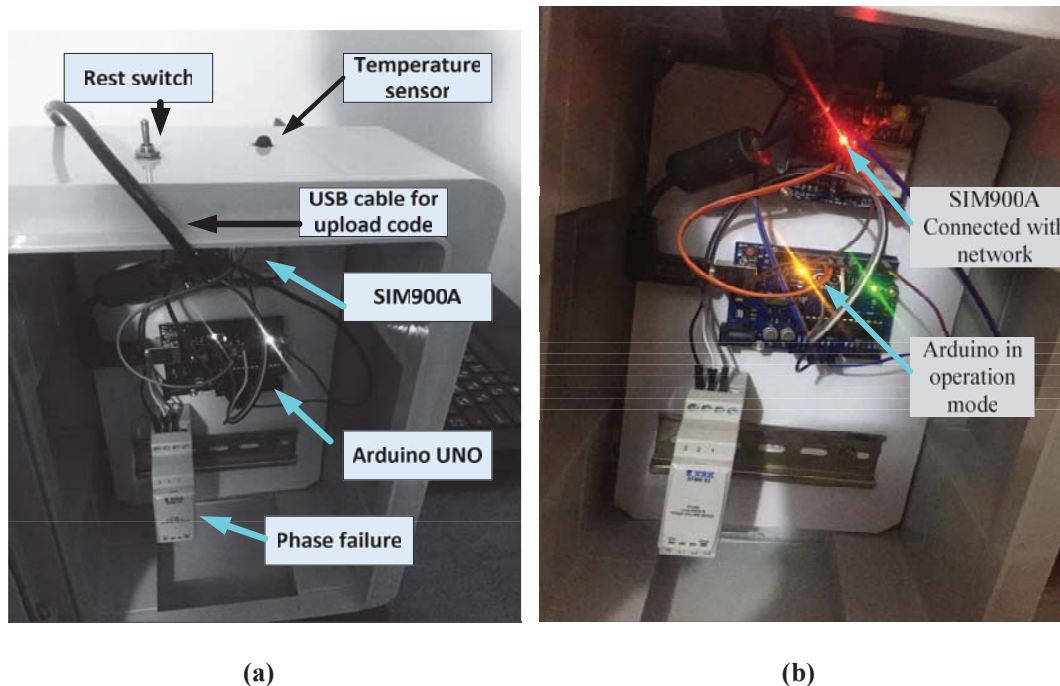 Rest switch
Temperature
sensor
USB cable for
upload code
SIM900A
Arduino UNO
Phase failure
SIM900A
Connected with
network
Arduino in
operation
mode
(a)
(b)